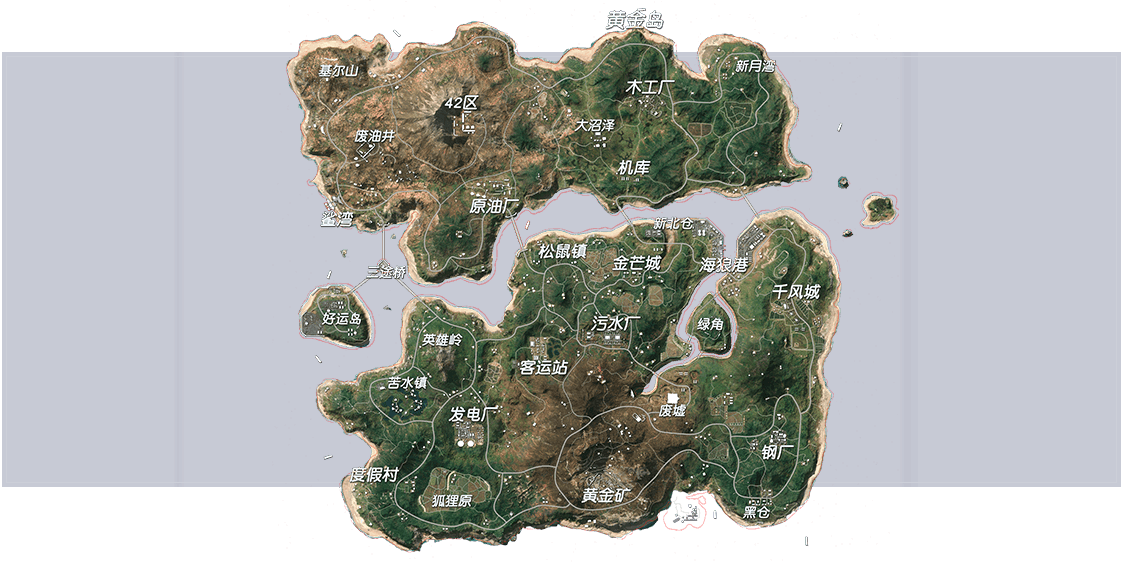 黄金岛
基尔山
新月湾
木工厂
42区
大沼泽
废油井
机库
原油厂
鲨湾
新北仓
松鼠镇
金芒城
海狼港
三途桥
千风城
好运岛
污水厂
绿角
英雄岭
客运站
苦水镇
发电厂
废墟
钢厂
度假村
狐狸原
黄金矿
黑仓